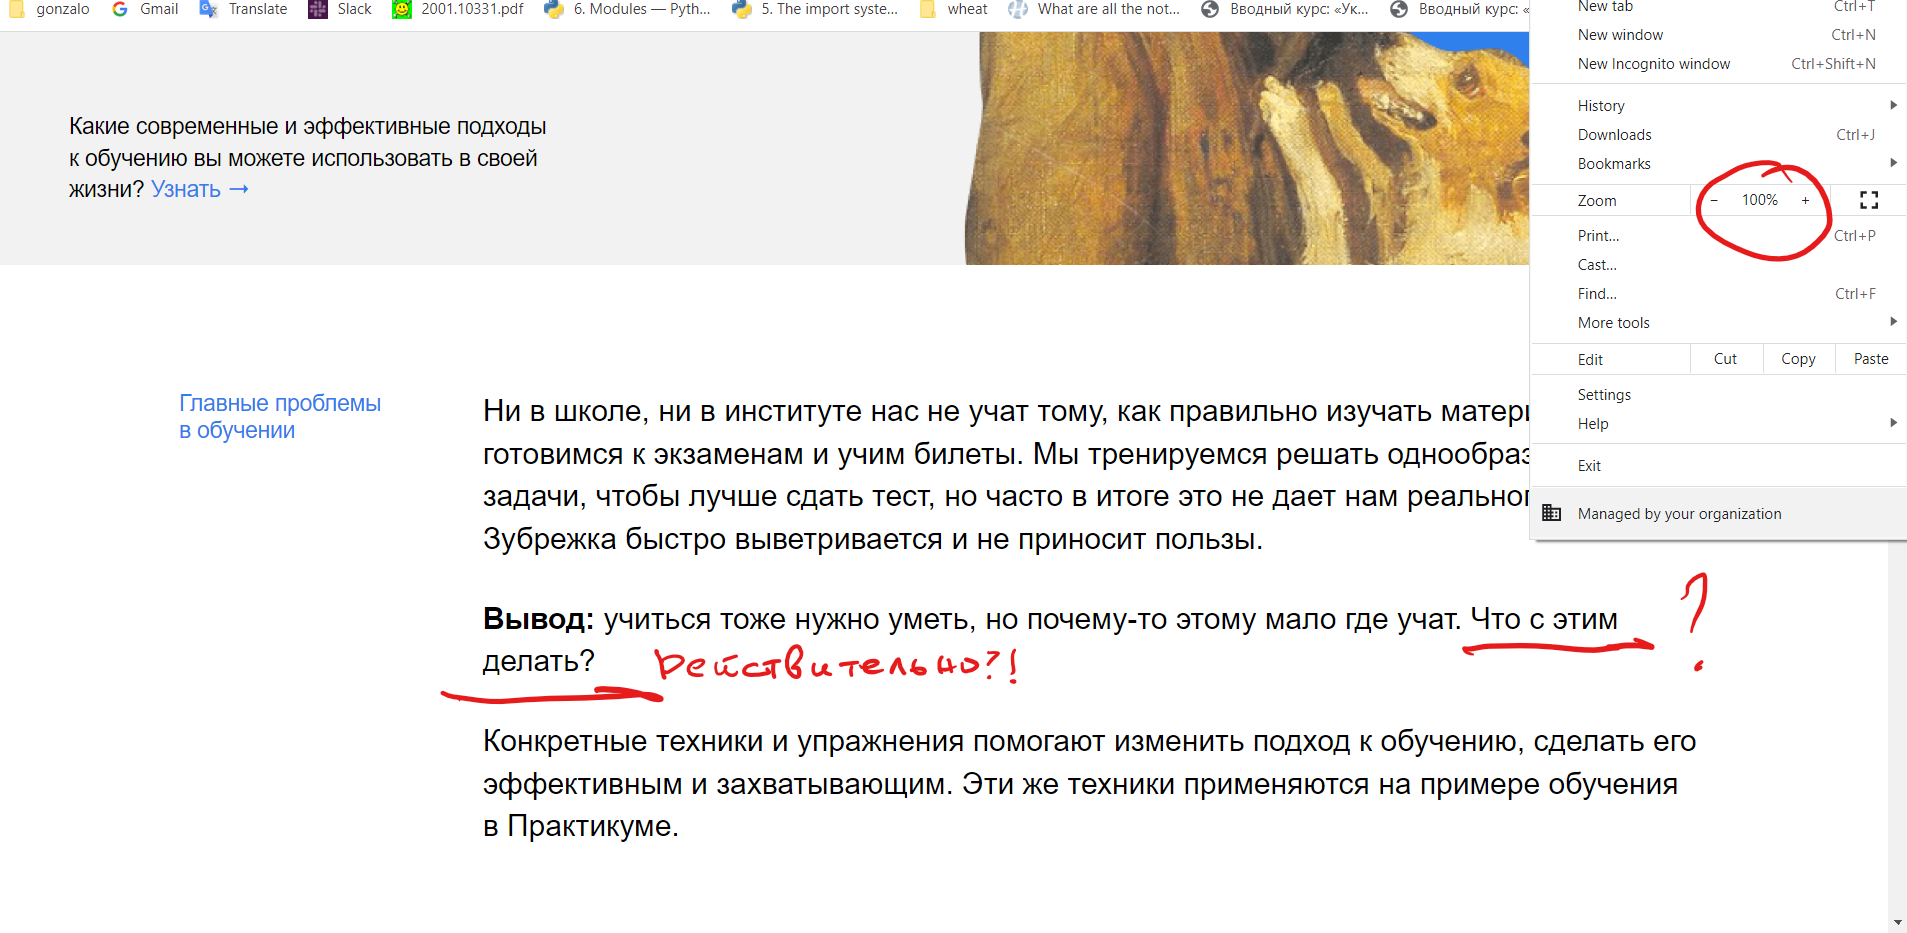 gonzalo Gmail Translate Slack 2001.10331.pdf 6. Modules — Pyth... 5. The import syste... wheat What are all the not... Вводный курс: «Ук... Вводный курс: «
New tab Ctrl+T
New window Ctrl+N
New Incognito window Ctrl+Shift+N
History
Downloads Ctrl+J
Bookmarks
Zoom − 100% +
Print... Ctrl+P
Cast...
Find... Ctrl+F
More tools
Edit Cut Copy Paste
Settings
Help
Exit
Managed by your organization
Какие современные и эффективные подходы
к обучению вы можете использовать в своей
жизни? Узнать →
Главные проблемы
в обучении
Ни в школе, ни в институте нас не учат тому, как правильно изучать матери
готовимся к экзаменам и учим билеты. Мы тренируемся решать однообраз
задачи, чтобы лучше сдать тест, но часто в итоге это не дает нам реальног
Зубрежка быстро выветривается и не приносит пользы.
Вывод: учиться тоже нужно уметь, но почему-то этому мало где учат. Что с этим ?
делать? Действительно?!
Конкретные техники и упражнения помогают изменить подход к обучению, сделать его
эффективным и захватывающим. Эти же техники применяются на примере обучения
в Практикуме.